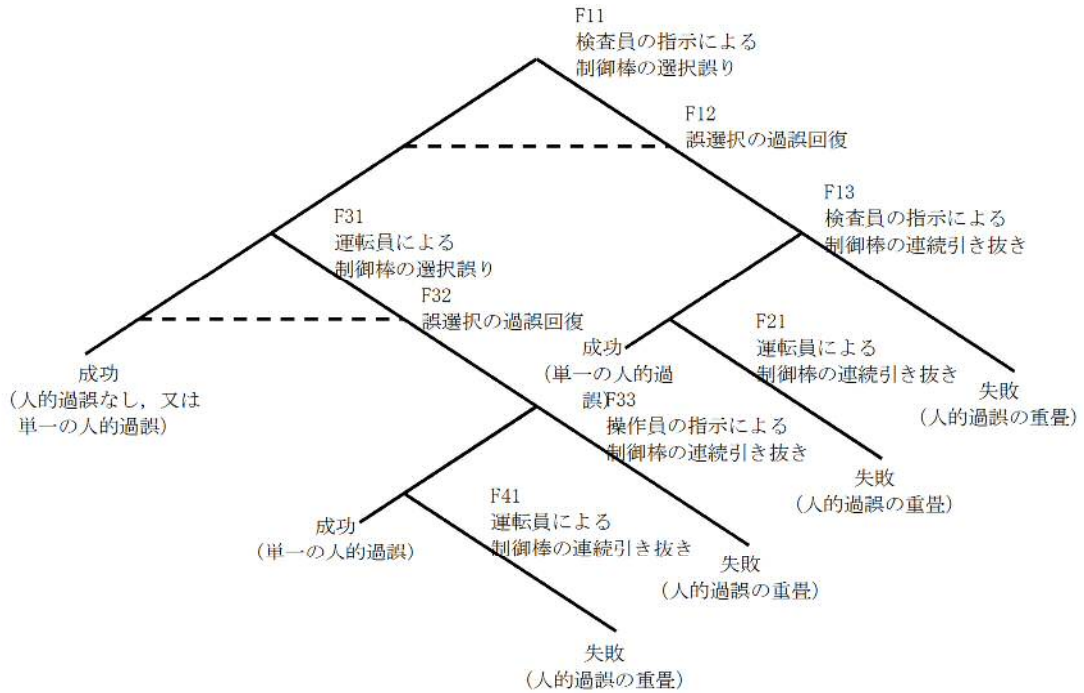 F11
検査員の指示による
制御棒の選択誤り
F12
誤選択の過誤回復
F13
検査員の指示による
制御棒の連続引き抜き
F31
運転員による
制御棒の選択誤り
F32
誤選択の過誤回復
F21
運転員による
制御棒の連続引き抜き
成功
(人的過誤なし，又は
単一の人的過誤)
成功
(単一の人的過
誤)
失敗
(人的過誤の重畳)
F33
操作員の指示による
制御棒の連続引き抜き
失敗
(人的過誤の重畳)
F41
運転員による
制御棒の連続引き抜き
成功
(単一の人的過誤)
失敗
(人的過誤の重畳)
失敗
(人的過誤の重畳)